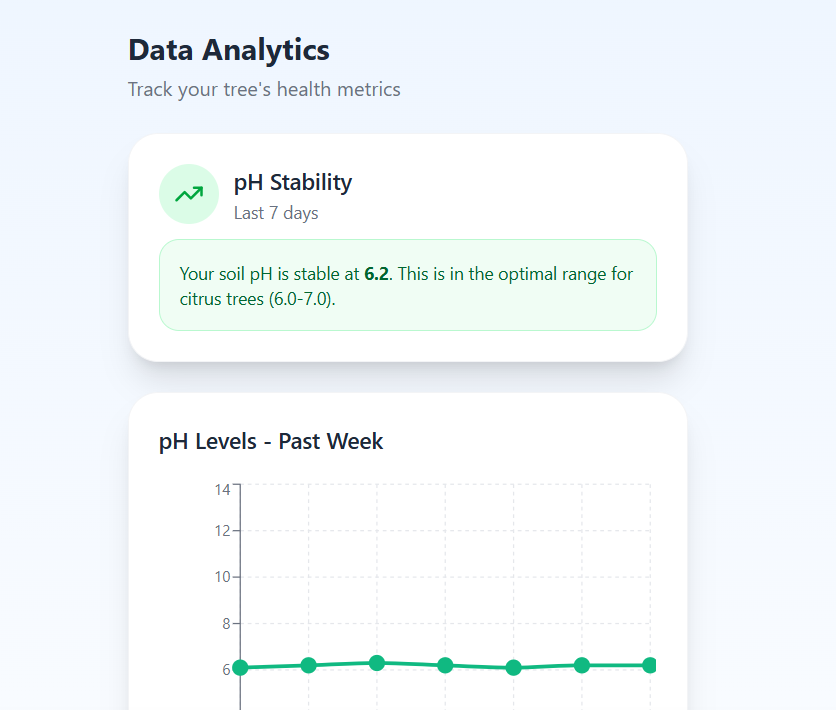 Data Analytics
Track your tree's health metrics
pH Stability
Last 7 days
Your soil pH is stable at 6.2. This is in the optimal range for
citrus trees (6.0-7.0).
pH Levels - Past Week
14
12
10
8
6